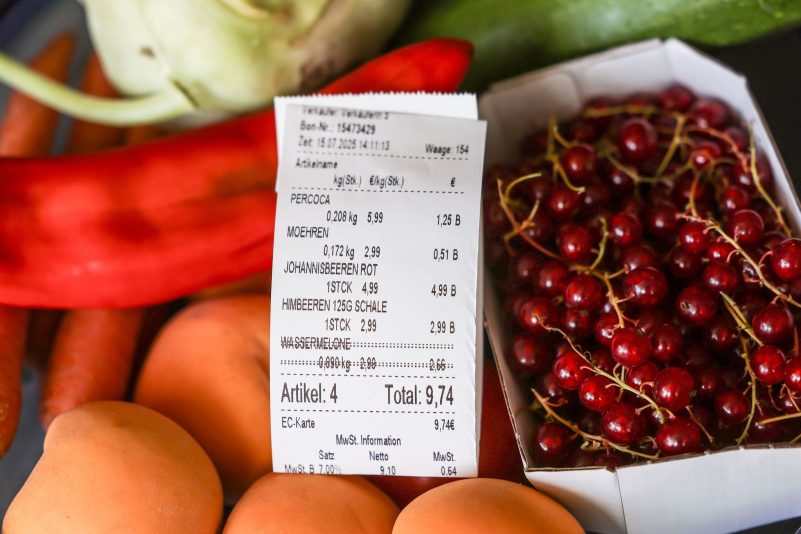 Verkäufer: Verkäuferin 6
Bon-Nr.: 15473429
Zeit: 15.07.2025 14:11:13 Waage: 154
Artikelname
kg(Stk.) €/kg(Stk.) €
PERCOCA
0,208 kg 5,99 1,25 B
MOEHREN
0,172 kg 2,99 0,51 B
JOHANNISBEEREN ROT
1STCK 4,99 4,99 B
HIMBEEREN 125G SCHALE
1STCK 2,99 2,99 B
WASSERMELONE
0,890 kg 2,99 2,66
Artikel: 4 Total: 9,74
EC-Karte 9,74€
MwSt. Information
Satz Netto MwSt.
MwSt. B 7.00% 9.10 0.64